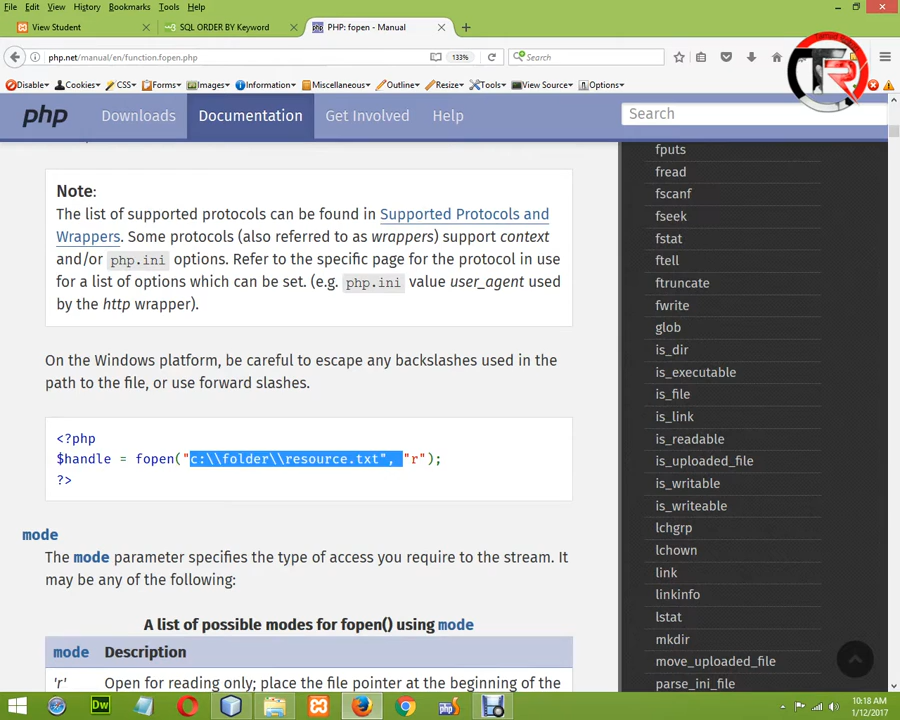 File Edit View History Bookmarks Tools Help
View Student
SQL ORDER BY Keyword
PHP: fopen - Manual
php.net/manual/en/function.fopen.php
133%
Search
Disable Cookies CSS Forms Images Information Miscellaneous Outline Resize Tools View Source Options
php
Downloads
Documentation
Get Involved
Help
Search
Note:
The list of supported protocols can be found in Supported Protocols and
Wrappers. Some protocols (also referred to as wrappers) support context
and/or php.ini options. Refer to the specific page for the protocol in use
for a list of options which can be set. (e.g. php.ini value user_agent used
by the http wrapper).
On the Windows platform, be careful to escape any backslashes used in the
path to the file, or use forward slashes.
<?php
$handle = fopen("c:\\folder\\resource.txt", "r");
?>
mode
The mode parameter specifies the type of access you require to the stream. It
may be any of the following:
A list of possible modes for fopen() using mode
mode Description
'r' Open for reading only; place the file pointer at the beginning of the
fputs
fread
fscanf
fseek
fstat
ftell
ftruncate
fwrite
glob
is_dir
is_executable
is_file
is_link
is_readable
is_uploaded_file
is_writable
is_writeable
lchgrp
lchown
link
linkinfo
lstat
mkdir
move_uploaded_file
parse_ini_file
Dw
10:18 AM
1/12/2017